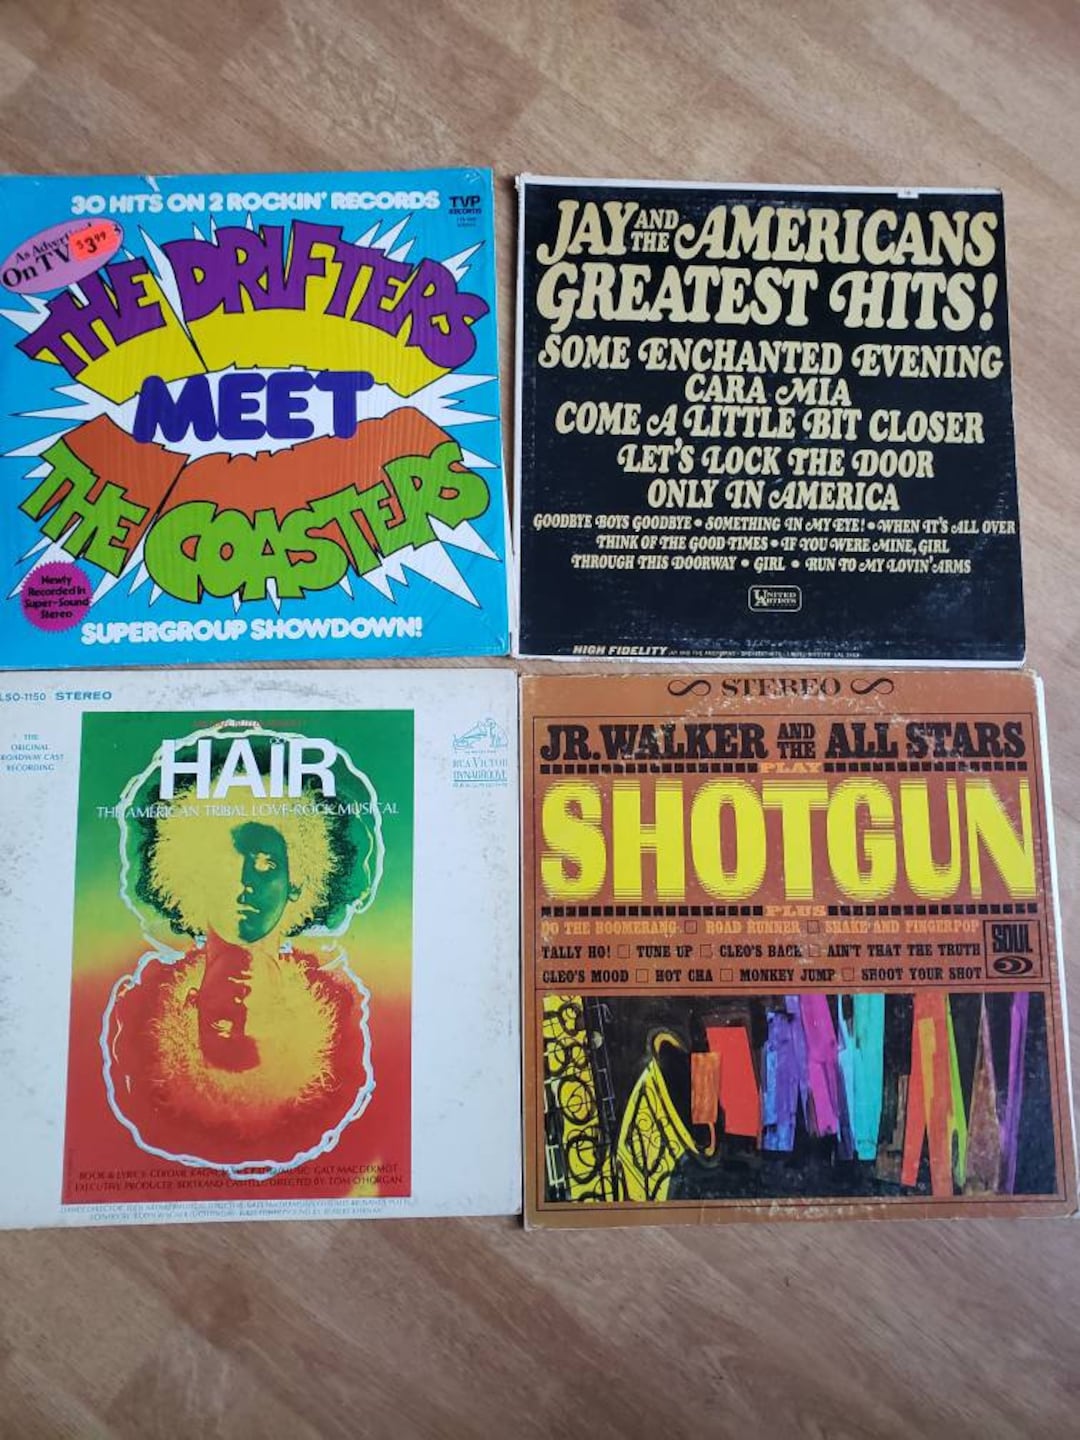 30 HITS ON 2 ROCKIN' RECORDS
TVP
RECORDS
As Advertised
On TV
$3.99
THE DRIFTERS
MEET
THE COASTERS
Newly
Recorded In
Super-Sound
Stereo
SUPERGROUP SHOWDOWN!
JAY AND THE AMERICANS
GREATEST HITS!
SOME ENCHANTED EVENING
CARA MIA
COME A LITTLE BIT CLOSER
LET'S LOCK THE DOOR
ONLY IN AMERICA
GOODBYE BOYS GOODBYE • SOMETHING IN MY EYE! • WHEN IT'S ALL OVER
THINK OF THE GOOD TIMES • IF YOU WERE MINE, GIRL
THROUGH THIS DOORWAY • GIRL • RUN TO MY LOVIN' ARMS
UNITED
ARTISTS
HIGH FIDELITY
LSO-1150 STEREO
THE
ORIGINAL
BROADWAY CAST
RECORDING
HAIR
THE AMERICAN TRIBAL LOVE-ROCK MUSICAL
RCA VICTOR
DYNAGROOVE
EXECUTIVE PRODUCER BERTRAND CASTELLI DIRECTED BY TOM O'HORGAN
STEREO
JR. WALKER AND THE ALL STARS
PLAY
SHOTGUN
PLUS
DO THE BOOMERANG □ ROAD RUNNER □ SHAKE AND FINGERPOP
TALLY HO! □ TUNE UP □ CLEO'S BACK □ AIN'T THAT THE TRUTH
CLEO'S MOOD □ HOT CHA □ MONKEY JUMP □ SHOOT YOUR SHOT
SOUL